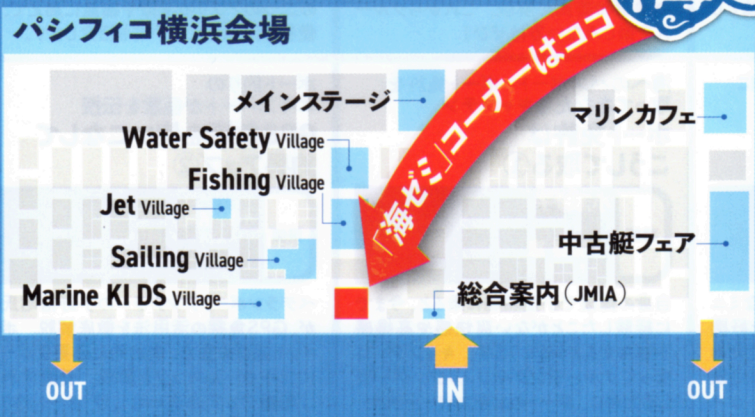 パシフィコ横浜会場
「海ゼミ」コーナーはココ
メインステージ
マリンカフェ
Water Safety Village
Fishing Village
Jet Village
中古艇フェア
Sailing Village
Marine KI DS Village
総合案内（JMIA）
OUT
IN
OUT